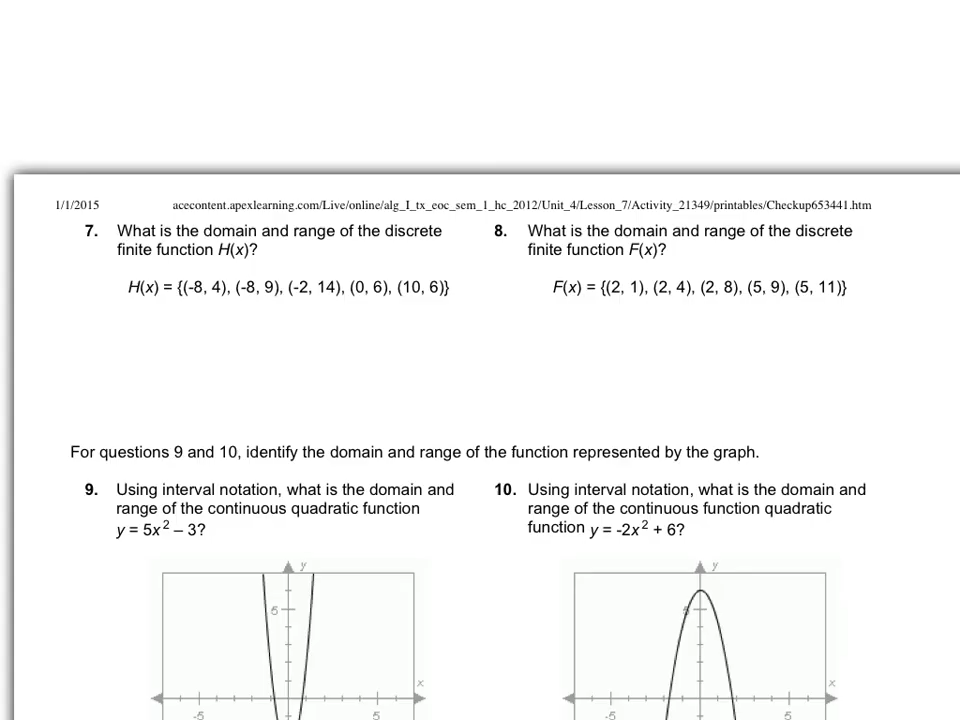 1/1/2015 acecontent.apexlearning.com/Live/online/alg_I_tx_eoc_sem_1_hc_2012/Unit_4/Lesson_7/Activity_21349/printables/Checkup653441.htm
7. What is the domain and range of the discrete
finite function H(x)?
H(x) = {(-8, 4), (-8, 9), (-2, 14), (0, 6), (10, 6)}
8. What is the domain and range of the discrete
finite function F(x)?
F(x) = {(2, 1), (2, 4), (2, 8), (5, 9), (5, 11)}
For questions 9 and 10, identify the domain and range of the function represented by the graph.
9. Using interval notation, what is the domain and
range of the continuous quadratic function
y = 5x² – 3?
y
5
x
-5 5
10. Using interval notation, what is the domain and
range of the continuous function quadratic
function y = -2x² + 6?
y
5
x
-5 5